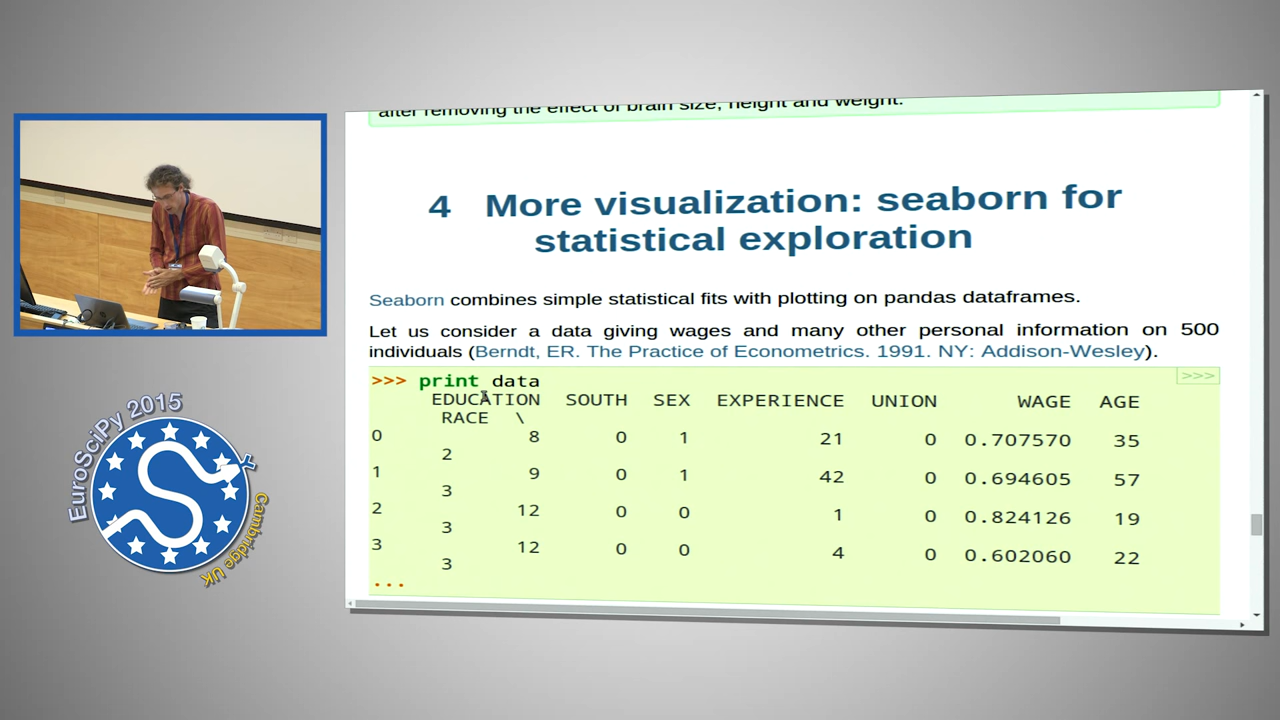 after removing the effect of brain size, height and weight.
4 More visualization: seaborn for
statistical exploration
Seaborn combines simple statistical fits with plotting on pandas dataframes.
Let us consider a data giving wages and many other personal information on 500
individuals (Berndt, ER. The Practice of Econometrics. 1991. NY: Addison-Wesley).
>>> print data
>>>
EDUCATION SOUTH SEX EXPERIENCE UNION WAGE AGE
RACE \
0 8 0 1 21 0 0.707570 35
2
1 9 0 1 42 0 0.694605 57
3
2 12 0 0 1 0 0.824126 19
3
3 12 0 0 4 0 0.602060 22
3
...
EuroSciPy 2015
Cambridge UK